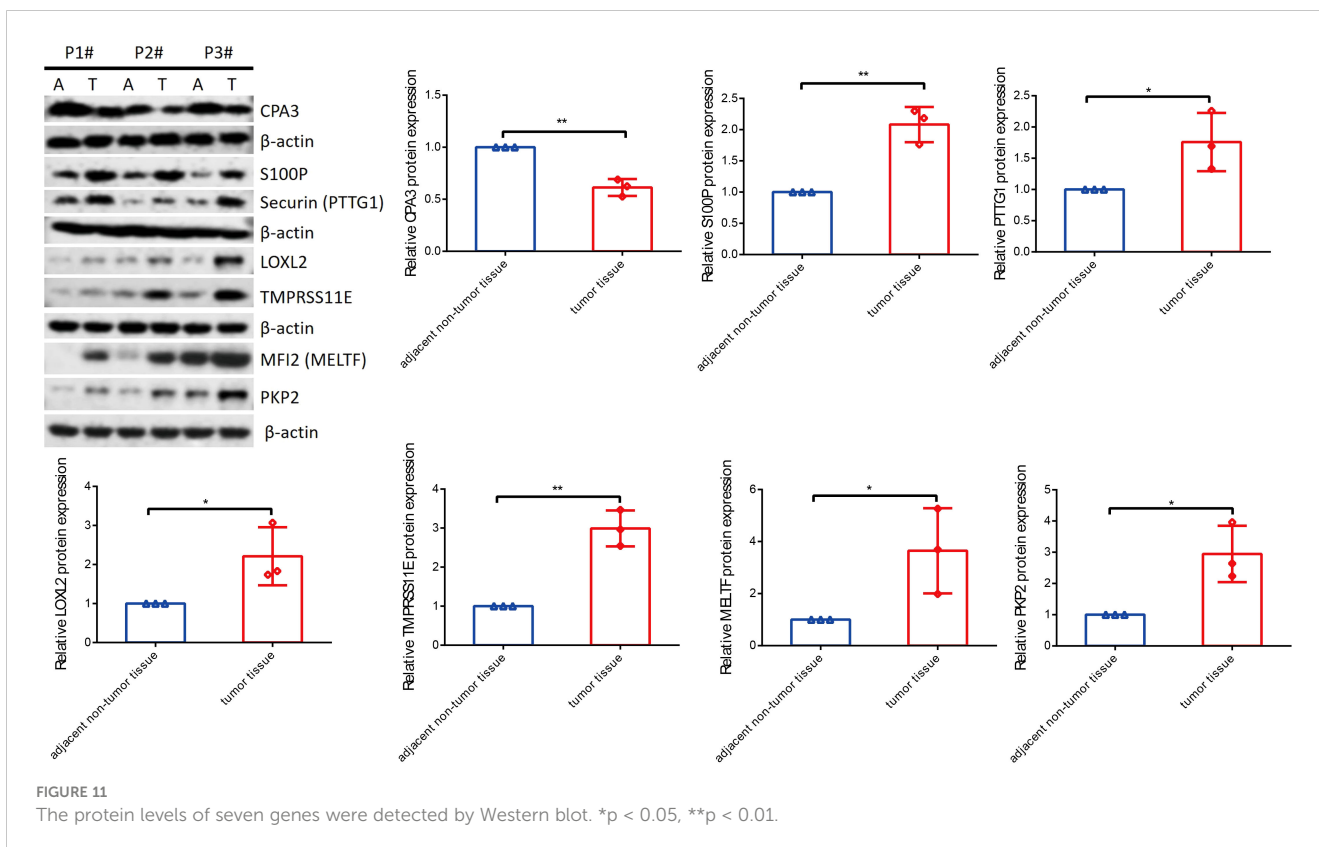 P1# P2# P3#
A T A T A T
CPA3
β-actin
S100P
Securin (PTTG1)
β-actin
LOXL2
TMPRSS11E
β-actin
MFI2 (MELTF)
PKP2
β-actin
Relative CPA3 protein expression
1.5
1.0
0.5
0.0
**
adjacent non-tumor tissue
tumor tissue
Relative S100P protein expression
2.5
2.0
1.5
1.0
0.5
0.0
**
adjacent non-tumor tissue
tumor tissue
Relative PTTG1 protein expression
2.5
2.0
1.5
1.0
0.5
0.0
*
adjacent non-tumor tissue
tumor tissue
Relative LOXL2 protein expression
4
3
2
1
0
*
adjacent non-tumor tissue
tumor tissue
Relative TMPRSS11E protein expression
4
3
2
1
0
**
adjacent non-tumor tissue
tumor tissue
Relative MELTF protein expression
6
4
2
0
*
adjacent non-tumor tissue
tumor tissue
Relative PKP2 protein expression
5
4
3
2
1
0
*
adjacent non-tumor tissue
tumor tissue
FIGURE 11
The protein levels of seven genes were detected by Western blot. *p < 0.05, **p < 0.01.